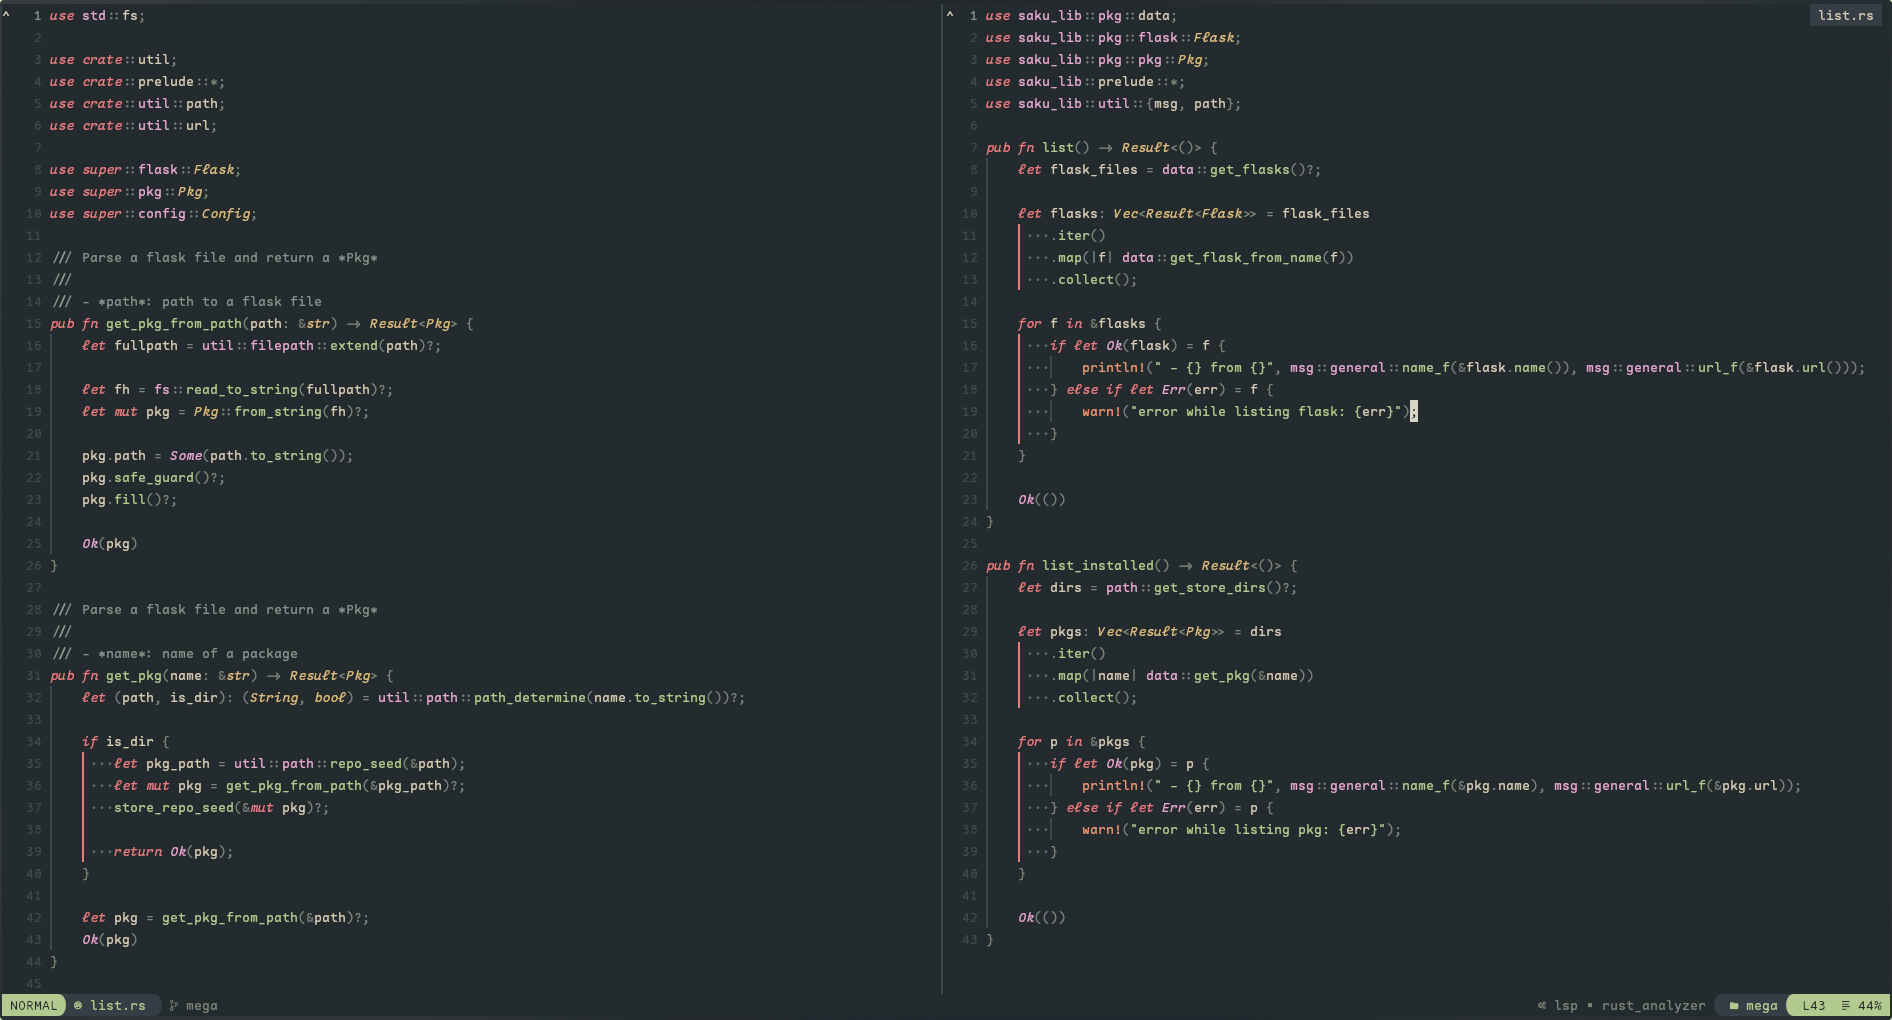 ^ 1 use std::fs;
2
3 use crate::util;
4 use crate::prelude::*;
5 use crate::util::path;
6 use crate::util::url;
7
8 use super::flask::Flask;
9 use super::pkg::Pkg;
10 use super::config::Config;
11
12 /// Parse a flask file and return a *Pkg*
13 ///
14 /// - *path*: path to a flask file
15 pub fn get_pkg_from_path(path: &str) -> Result<Pkg> {
16 let fullpath = util::filepath::extend(path)?;
17
18 let fh = fs::read_to_string(fullpath)?;
19 let mut pkg = Pkg::from_string(fh)?;
20
21 pkg.path = Some(path.to_string());
22 pkg.safe_guard()?;
23 pkg.fill()?;
24
25 Ok(pkg)
26 }
27
28 /// Parse a flask file and return a *Pkg*
29 ///
30 /// - *name*: name of a package
31 pub fn get_pkg(name: &str) -> Result<Pkg> {
32 let (path, is_dir): (String, bool) = util::path::path_determine(name.to_string())?;
33
34 if is_dir {
35 ···let pkg_path = util::path::repo_seed(&path);
36 ···let mut pkg = get_pkg_from_path(&pkg_path)?;
37 ···store_repo_seed(&mut pkg)?;
38
39 ···return Ok(pkg);
40 }
41
42 let pkg = get_pkg_from_path(&path)?;
43 Ok(pkg)
44 }
45
^ 1 use saku_lib::pkg::data;
list.rs
2 use saku_lib::pkg::flask::Flask;
3 use saku_lib::pkg::pkg::Pkg;
4 use saku_lib::prelude::*;
5 use saku_lib::util::{msg, path};
6
7 pub fn list() -> Result<()> {
8 let flask_files = data::get_flasks()?;
9
10 let flasks: Vec<Result<Flask>> = flask_files
11 ···.iter()
12 ···.map(|f| data::get_flask_from_name(f))
13 ···.collect();
14
15 for f in &flasks {
16 ···if let Ok(flask) = f {
17 ··· println!(" - {} from {}", msg::general::name_f(&flask.name()), msg::general::url_f(&flask.url()));
18 ···} else if let Err(err) = f {
19 ··· warn!("error while listing flask: {err}");
20 ···}
21 }
22
23 Ok(())
24 }
25
26 pub fn list_installed() -> Result<()> {
27 let dirs = path::get_store_dirs()?;
28
29 let pkgs: Vec<Result<Pkg>> = dirs
30 ···.iter()
31 ···.map(|name| data::get_pkg(&name))
32 ···.collect();
33
34 for p in &pkgs {
35 ···if let Ok(pkg) = p {
36 ··· println!(" - {} from {}", msg::general::name_f(&pkg.name), msg::general::url_f(&pkg.url));
37 ···} else if let Err(err) = p {
38 ··· warn!("error while listing pkg: {err}");
39 ···}
40 }
41
42 Ok(())
43 }
NORMAL list.rs mega
lsp • rust_analyzer mega L43 44%